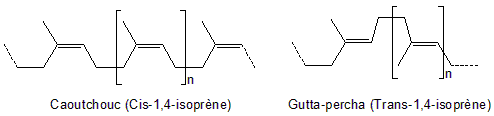 n
n
Caoutchouc (Cis-1,4-isoprène)
Gutta-percha (Trans-1,4-isoprène)